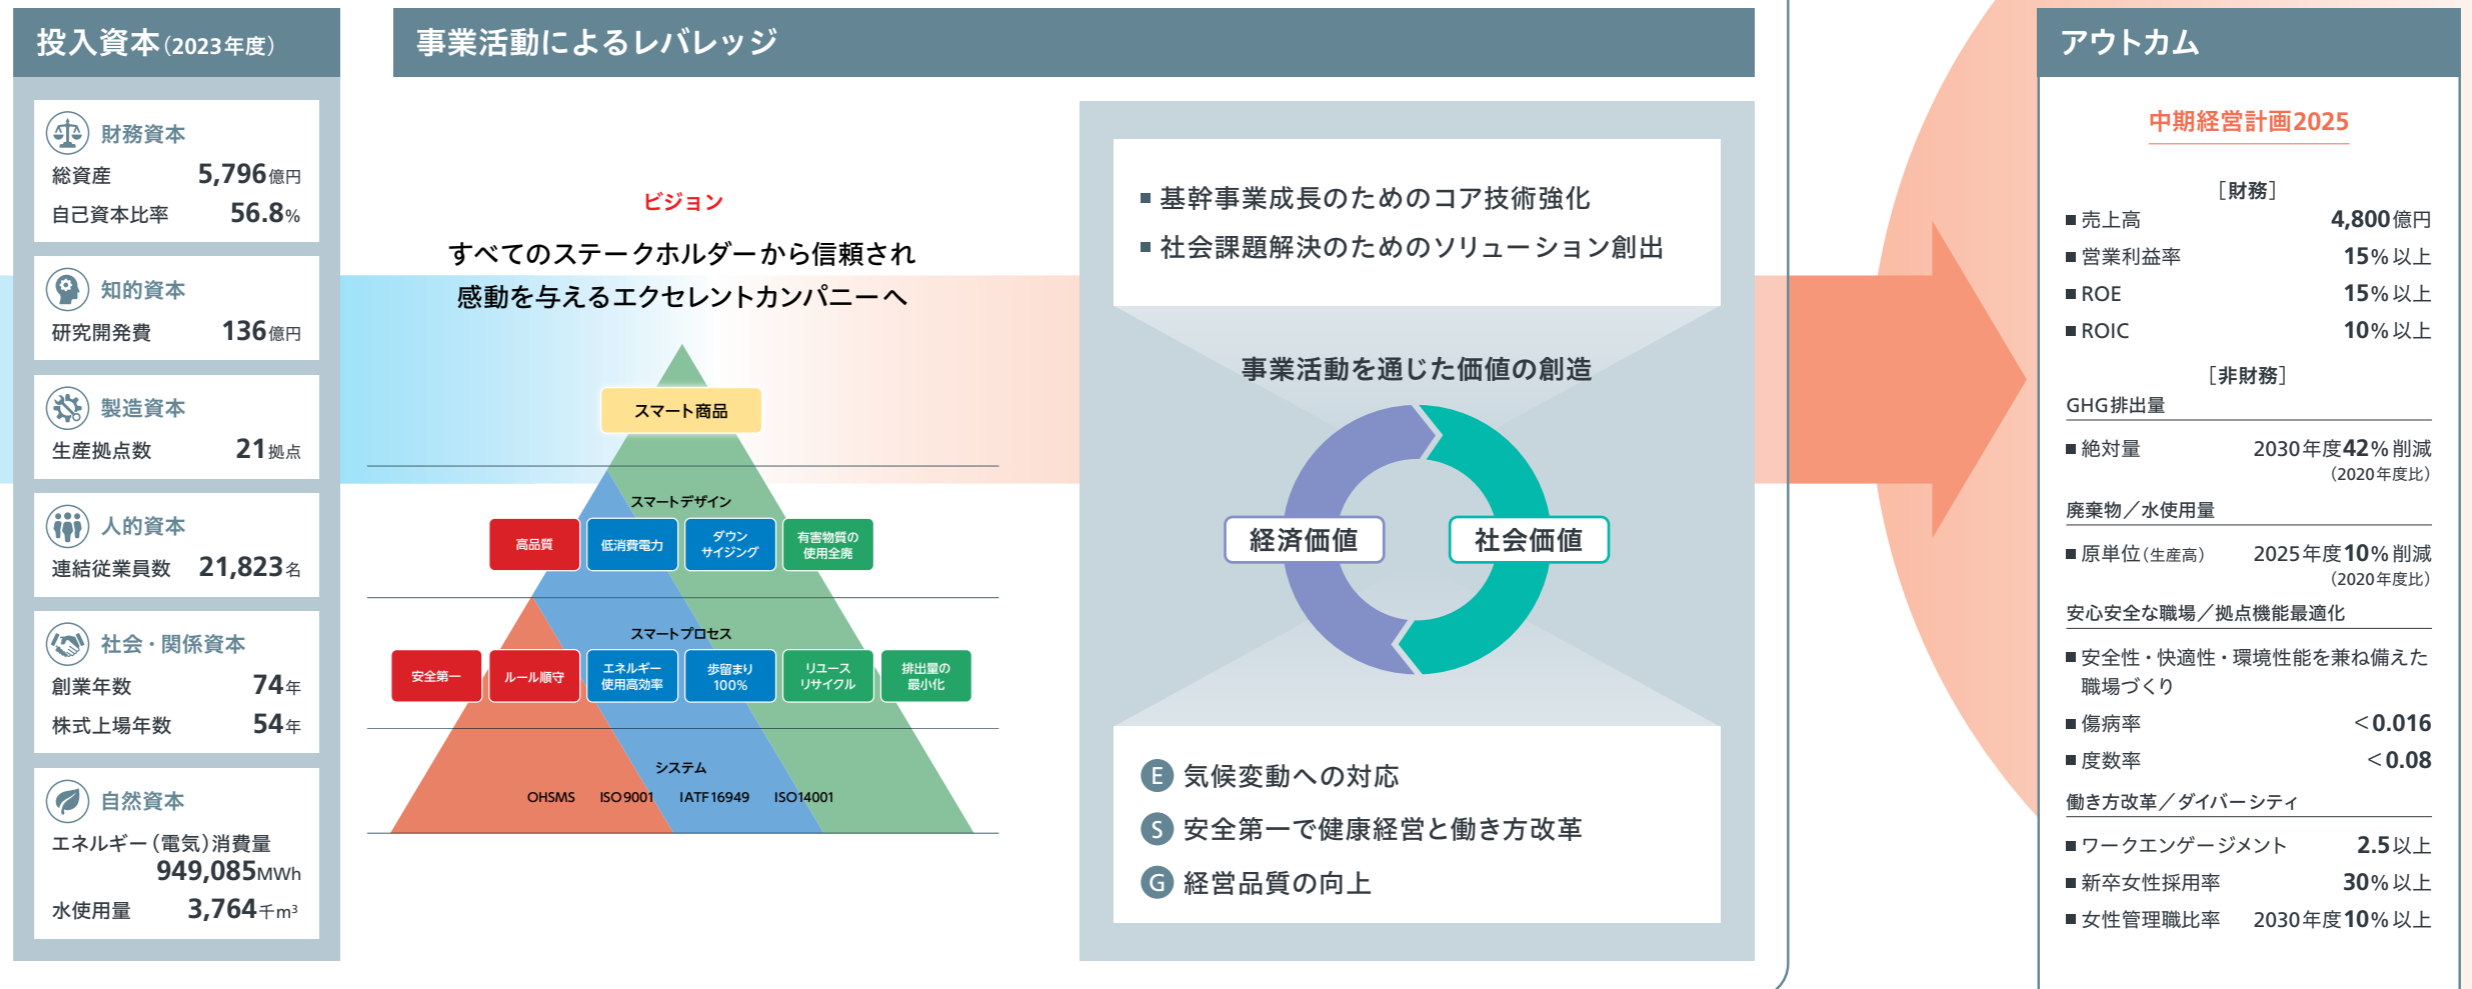 投入資本（2023年度）
財務資本
総資産 5,796億円
自己資本比率 56.8%
知的資本
研究開発費 136億円
製造資本
生産拠点数 21拠点
人的資本
連結従業員数 21,823名
社会・関係資本
創業年数 74年
株式上場年数 54年
自然資本
エネルギー（電気）消費量
949,085MWh
水使用量 3,764千m³
事業活動によるレバレッジ
ビジョン
すべてのステークホルダーから信頼され
感動を与えるエクセレントカンパニーへ
スマート商品
スマートデザイン
高品質
低消費電力
ダウン
サイジング
有害物質の
使用全廃
スマートプロセス
安全第一
ルール順守
エネルギー
使用高効率
歩留まり
100%
リユース
リサイクル
排出量の
最小化
システム
OHSMS ISO9001 IATF16949 ISO14001
■ 基幹事業成長のためのコア技術強化
■ 社会課題解決のためのソリューション創出
事業活動を通じた価値の創造
経済価値
社会価値
E 気候変動への対応
S 安全第一で健康経営と働き方改革
G 経営品質の向上
アウトカム
中期経営計画2025
［財務］
■ 売上高 4,800億円
■ 営業利益率 15%以上
■ ROE 15%以上
■ ROIC 10%以上
［非財務］
GHG排出量
■ 絶対量 2030年度42%削減
（2020年度比）
廃棄物／水使用量
■ 原単位（生産高） 2025年度10%削減
（2020年度比）
安心安全な職場／拠点機能最適化
■ 安全性・快適性・環境性能を兼ね備えた
職場づくり
■ 傷病率 ＜0.016
■ 度数率 ＜0.08
働き方改革／ダイバーシティ
■ ワークエンゲージメント 2.5以上
■ 新卒女性採用率 30%以上
■ 女性管理職比率 2030年度10%以上